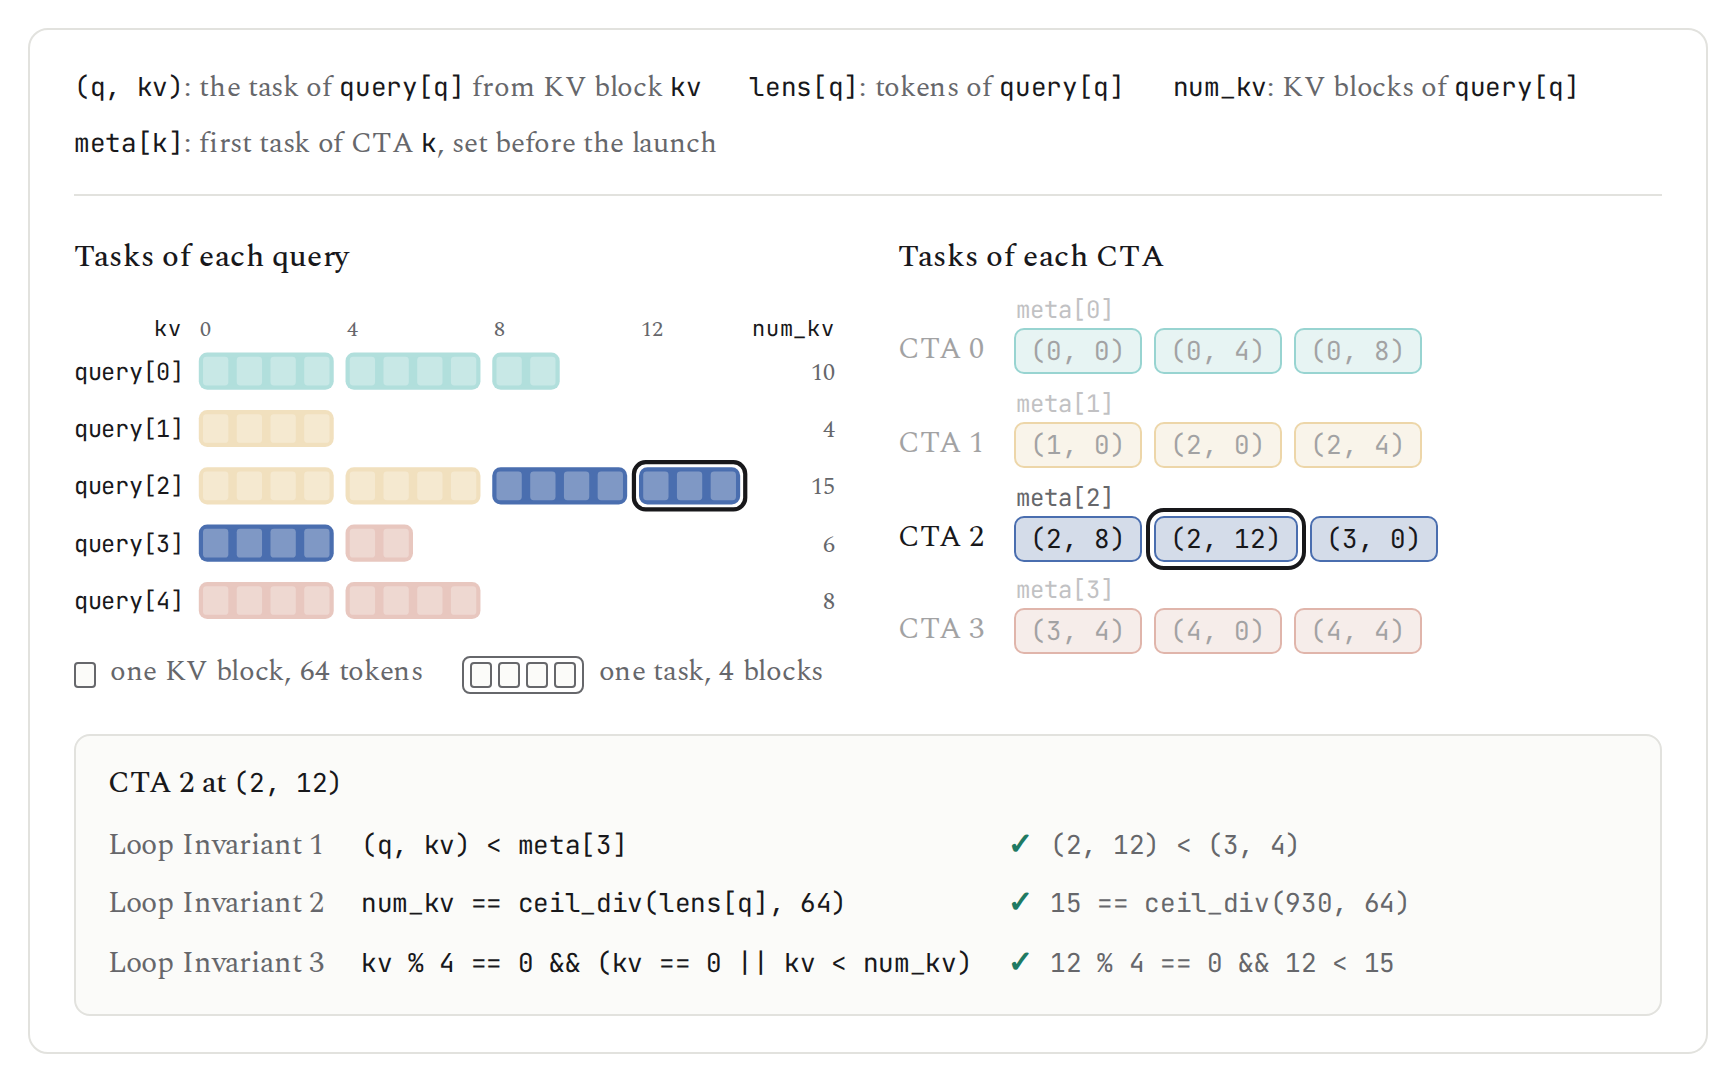 (q, kv): the task of query[q] from KV block kv lens[q]: tokens of query[q] num_kv: KV blocks of query[q]
meta[k]: first task of CTA k, set before the launch
Tasks of each query
kv 0 4 8 12 num_kv
query[0] 10
query[1] 4
query[2] 15
query[3] 6
query[4] 8
one KV block, 64 tokens one task, 4 blocks
Tasks of each CTA
meta[0]
CTA 0 (0, 0) (0, 4) (0, 8)
meta[1]
CTA 1 (1, 0) (2, 0) (2, 4)
meta[2]
CTA 2 (2, 8) (2, 12) (3, 0)
meta[3]
CTA 3 (3, 4) (4, 0) (4, 4)
CTA 2 at (2, 12)
Loop Invariant 1 (q, kv) < meta[3] ✓ (2, 12) < (3, 4)
Loop Invariant 2 num_kv == ceil_div(lens[q], 64) ✓ 15 == ceil_div(930, 64)
Loop Invariant 3 kv % 4 == 0 && (kv == 0 || kv < num_kv) ✓ 12 % 4 == 0 && 12 < 15